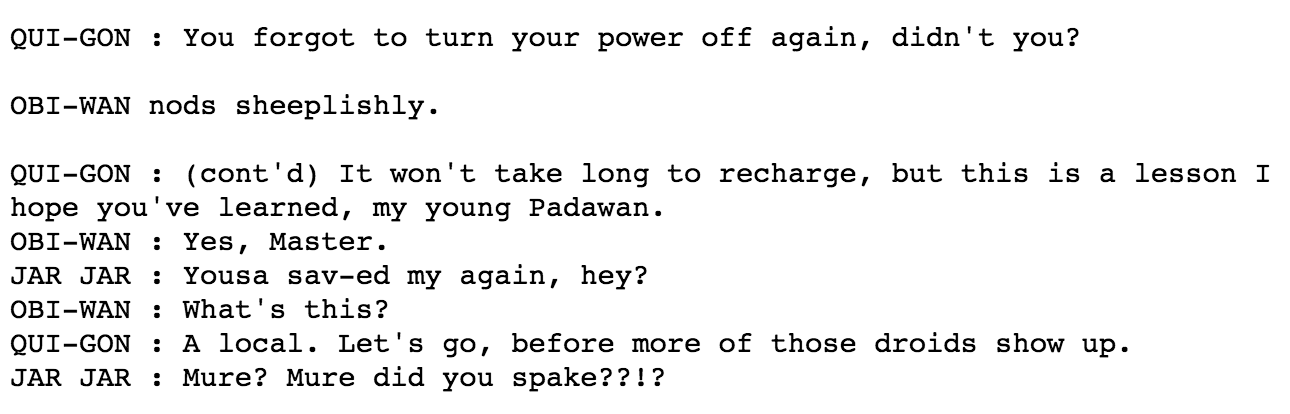 QUI-GON : You forgot to turn your power off again, didn't you?
OBI-WAN nods sheeplishly.
QUI-GON : (cont'd) It won't take long to recharge, but this is a lesson I
hope you've learned, my young Padawan.
OBI-WAN : Yes, Master.
JAR JAR : Yousa sav-ed my again, hey?
OBI-WAN : What's this?
QUI-GON : A local. Let's go, before more of those droids show up.
JAR JAR : Mure? Mure did you spake??!?